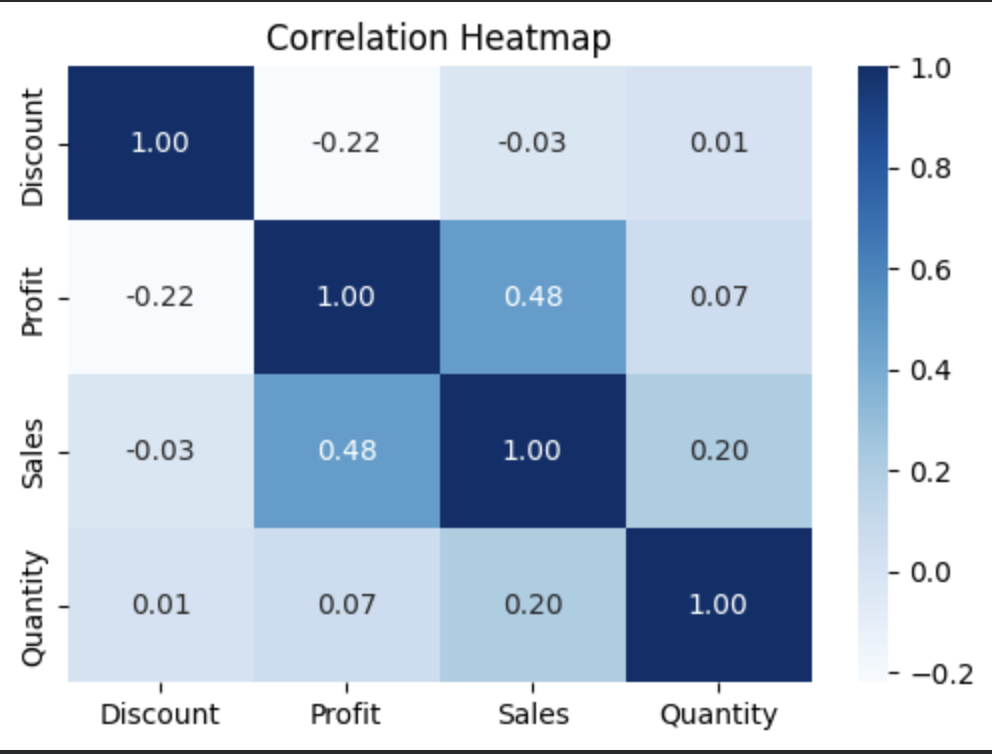 Correlation Heatmap
Discount 1.00 -0.22 -0.03 0.01
Profit -0.22 1.00 0.48 0.07
Sales -0.03 0.48 1.00 0.20
Quantity 0.01 0.07 0.20 1.00
Discount Profit Sales Quantity
1.0
0.8
0.6
0.4
0.2
0.0
−0.2